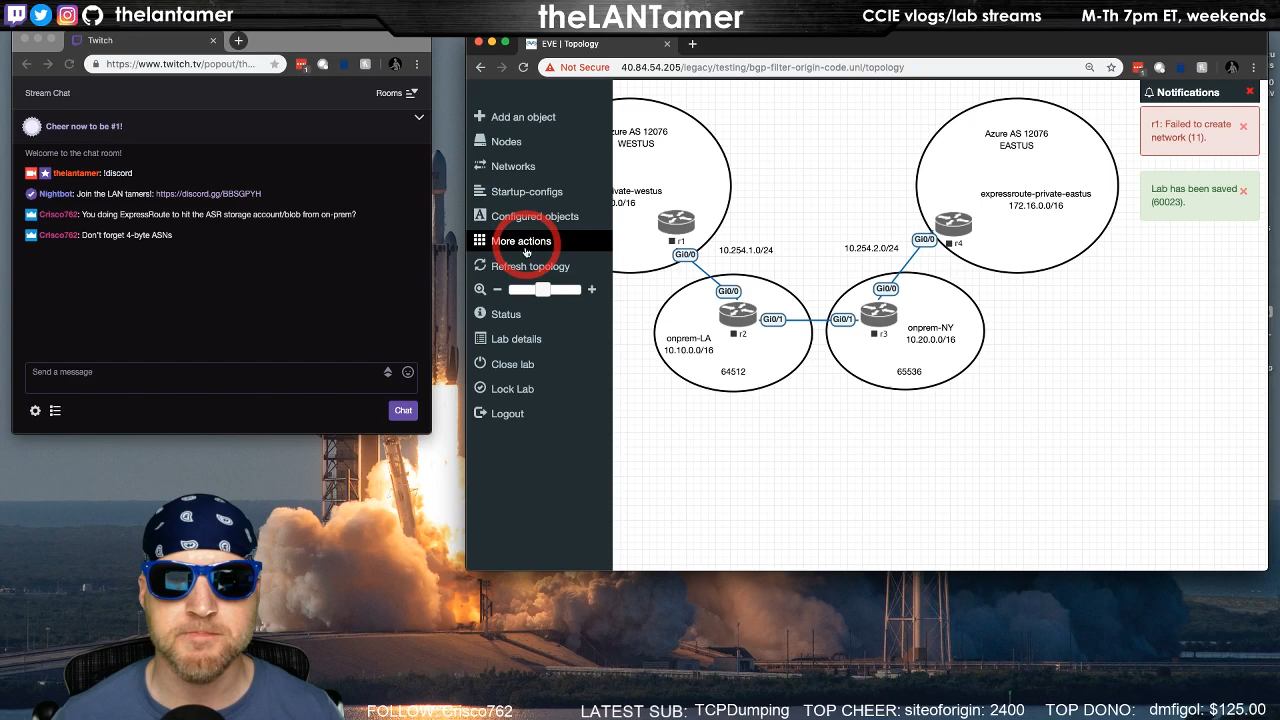 thelantamer
theLANTamer
CCIE vlogs/lab streams
M-Th 7pm ET, weekends
Twitch
https://www.twitch.tv/popout/th...
Stream Chat
Rooms
Cheer now to be #1!
Welcome to the chat room!
thelantamer: !discord
Nightbot: Join the LAN tamers!: https://discord.gg/BBSGPYH
Crisco762: You doing ExpressRoute to hit the ASR storage account/blob from on-prem?
Crisco762: Don't forget 4-byte ASNs
Send a message
Chat
EVE | Topology
Not Secure
40.84.54.205/legacy/testing/bgp-filter-origin-code.unl/topology
Add an object
Nodes
Networks
Startup-configs
Configured objects
More actions
Refresh topology
Status
Lab details
Close lab
Lock Lab
Logout
zure AS 12076
WESTUS
ivate-westus
.0/16
r1
Gi0/0
10.254.1.0/24
Gi0/0
Gi0/1
r2
onprem-LA
10.10.0.0/16
64512
Azure AS 12076
EASTUS
expressroute-private-eastus
172.16.0.0/16
r4
Gi0/0
10.254.2.0/24
Gi0/0
Gi0/1
r3
onprem-NY
10.20.0.0/16
65536
Notifications
r1: Failed to create
network (11).
Lab has been saved
(60023).
FOLLOW: Crisco762
LATEST SUB: TCPDumping
TOP CHEER: siteforigin: 2400
TOP DONO: dmfigol: $125.00